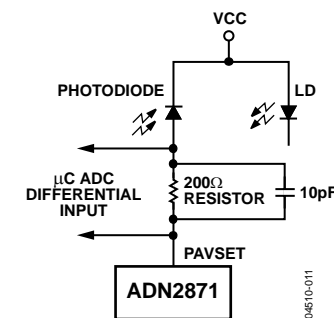 VCC
PHOTODIODE
LD
μC ADC
DIFFERENTIAL
INPUT
200Ω
RESISTOR
10pF
PAVSET
ADN2871
04510-011